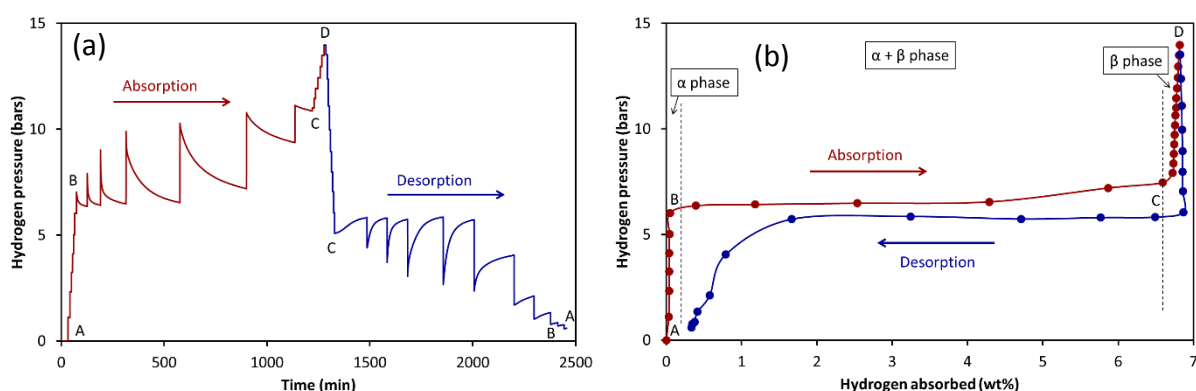 (a)
15
10
5
0
Hydrogen pressure (bars)
Absorption
Desorption
A
B
C
D
C
B
A
0
500
1000
1500
2000
2500
Time (min)
(b)
15
10
5
0
Hydrogen pressure (bars)
α phase
α + β phase
β phase
Absorption
Desorption
A
B
C
D
0
1
2
3
4
5
6
7
Hydrogen absorbed (wt%)